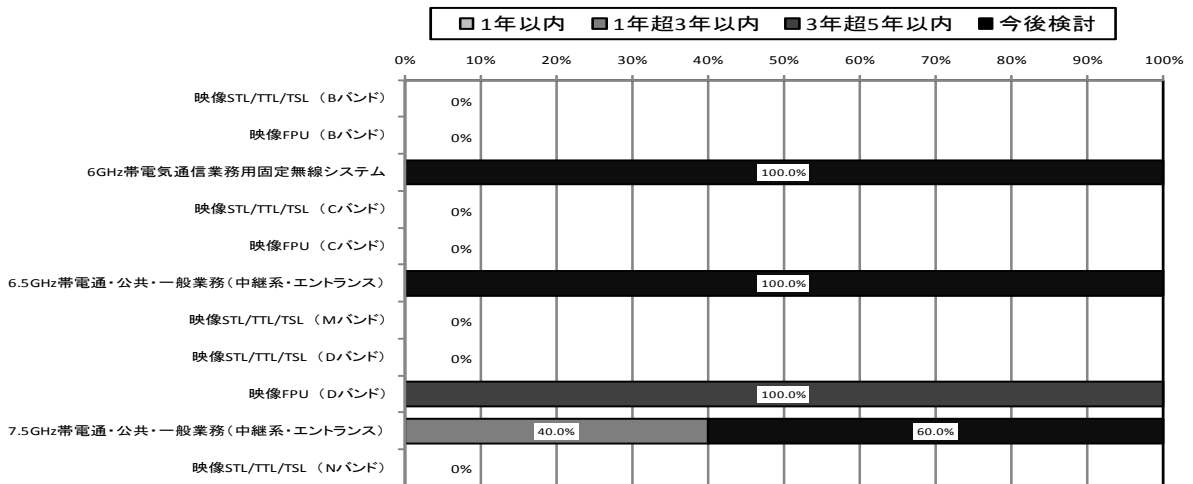 1年以内 1年超3年以内 3年超5年以内 今後検討
0% 10% 20% 30% 40% 50% 60% 70% 80% 90% 100%
映像STL/TTL/TSL（Bバンド） 0%
映像FPU（Bバンド） 0%
6GHz帯電気通信業務用固定無線システム 100.0%
映像STL/TTL/TSL（Cバンド） 0%
映像FPU（Cバンド） 0%
6.5GHz帯電通・公共・一般業務（中継系・エントランス） 100.0%
映像STL/TTL/TSL（Mバンド） 0%
映像STL/TTL/TSL（Dバンド） 0%
映像FPU（Dバンド） 100.0%
7.5GHz帯電通・公共・一般業務（中継系・エントランス） 40.0% 60.0%
映像STL/TTL/TSL（Nバンド） 0%